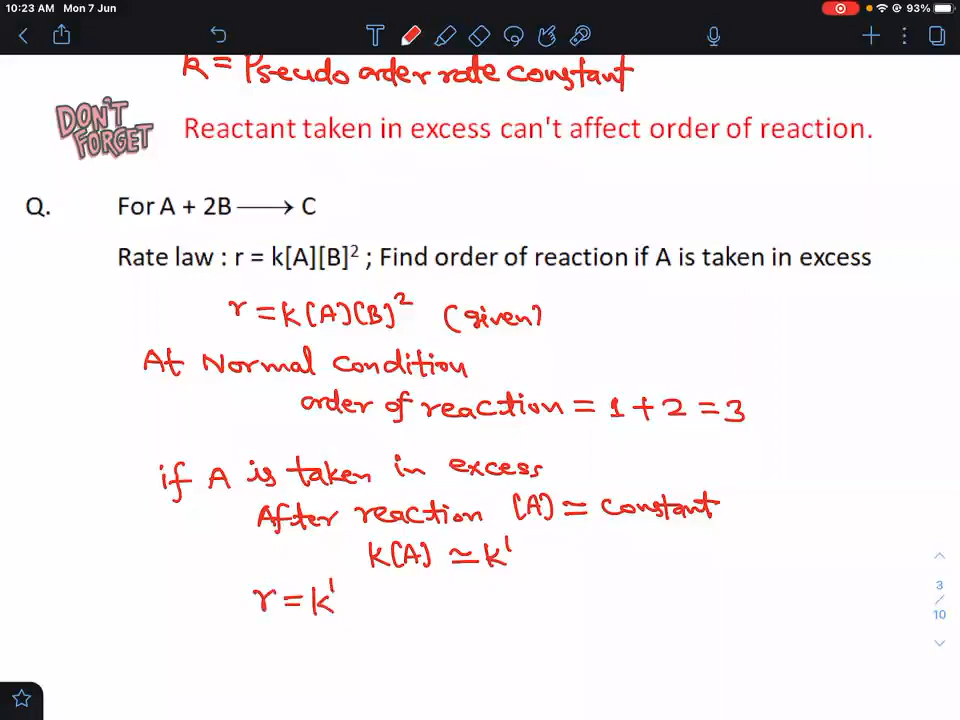 10:23 AM Mon 7 Jun 93%
k = Pseudo order rate constant
DON'T FORGET
Reactant taken in excess can't affect order of reaction.
Q. For A + 2B ⟶ C
Rate law : r = k[A][B]² ; Find order of reaction if A is taken in excess
r = k[A][B]² (given)
At Normal Condition
order of reaction = 1 + 2 = 3
if A is taken in excess
After reaction [A] ≃ constant
k[A] ≃ k'
r = k'
3
/
10